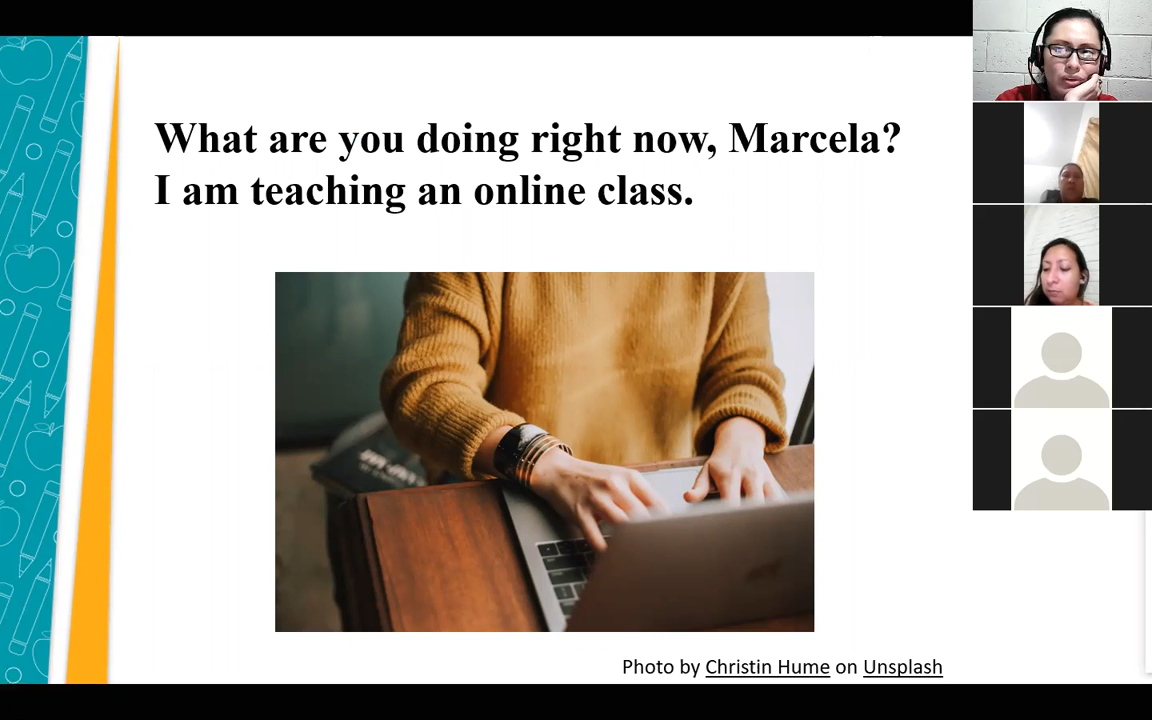 What are you doing right now, Marcela?
I am teaching an online class.
Photo by Christin Hume on Unsplash